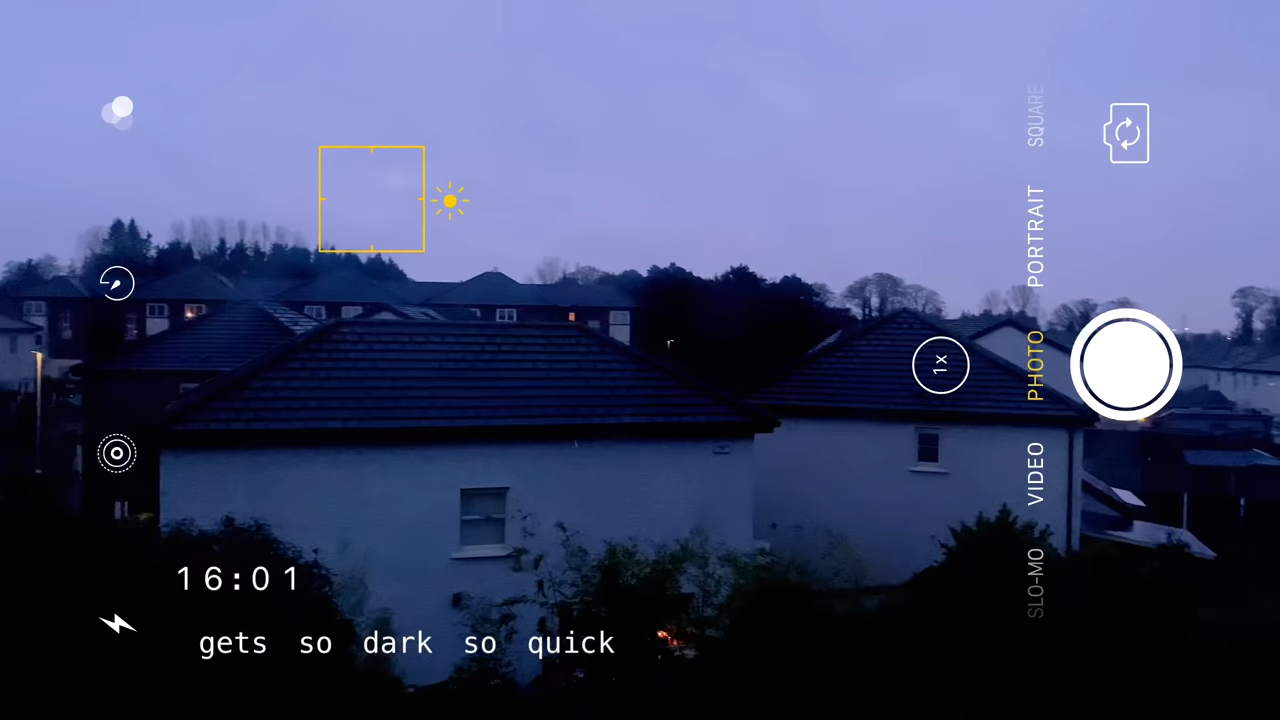 SQUARE
PORTRAIT
PHOTO
1x
VIDEO
SLO-MO
16:01
gets so dark so quick